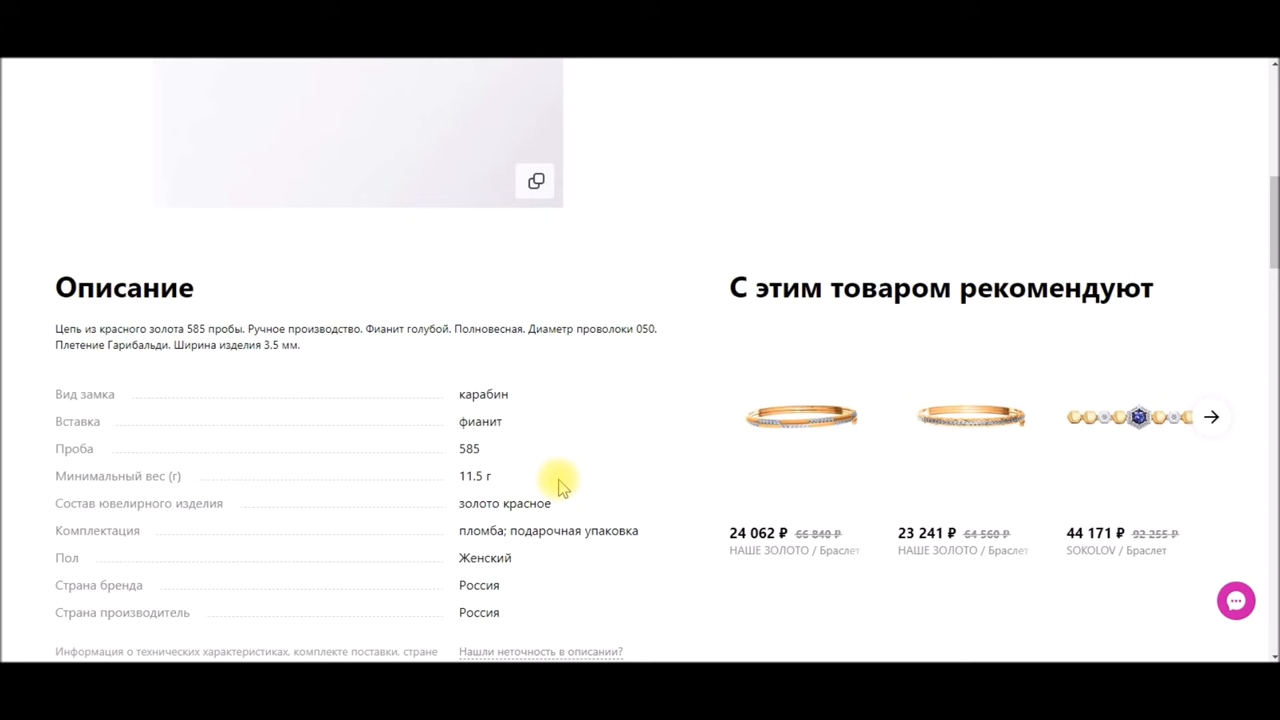 Описание
Цепь из красного золота 585 пробы. Ручное производство. Фианит голубой. Полновесная. Диаметр проволоки 050.
Плетение Гарибальди. Ширина изделия 3,5 мм.
Вид замка карабин
Вставка фианит
Проба 585
Минимальный вес (г) 11.5 г
Состав ювелирного изделия золото красное
Комплектация пломба; подарочная упаковка
Пол Женский
Страна бренда Россия
Страна производитель Россия
Информация о технических характеристиках, комплекте поставки, стране
Нашли неточность в описании?
С этим товаром рекомендуют
24 062 ₽ 66 840 ₽
НАШЕ ЗОЛОТО / Браслет
23 241 ₽ 64 560 ₽
НАШЕ ЗОЛОТО / Браслет
44 171 ₽ 92 255 ₽
SOKOLOV / Браслет